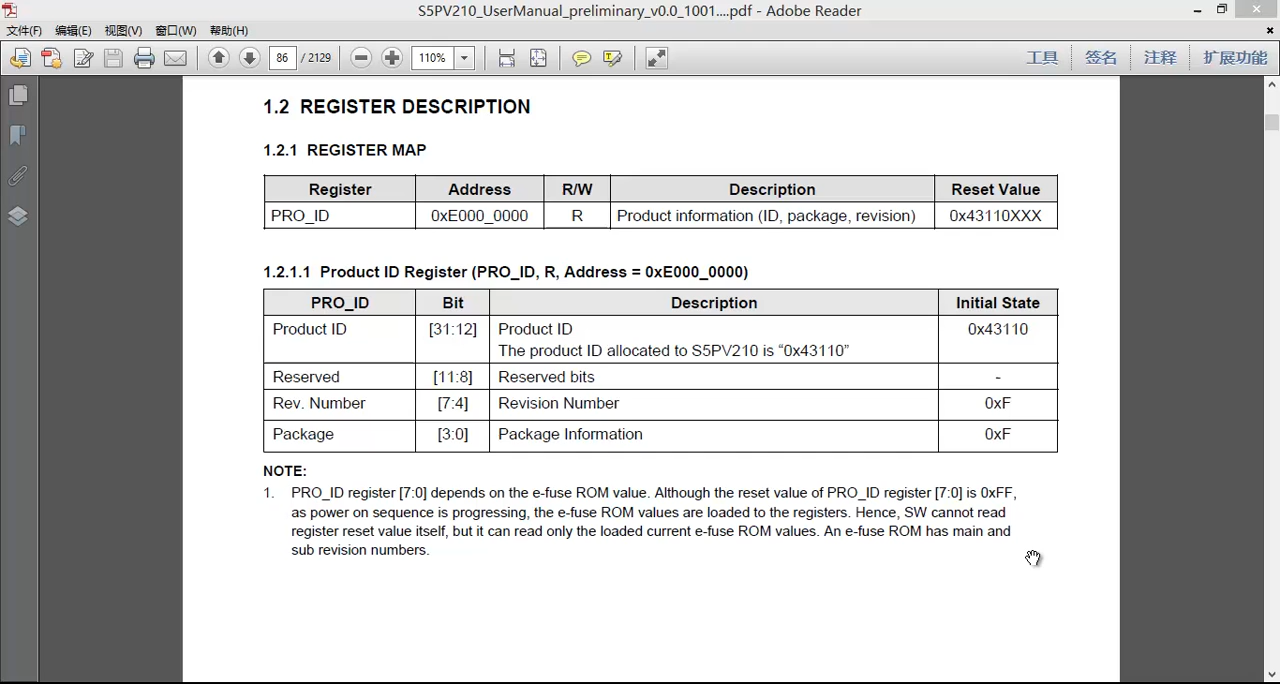 S5PV210_UserManual_preliminary_v0.0_1001....pdf - Adobe Reader
文件(F) 编辑(E) 视图(V) 窗口(W) 帮助(H)
86 / 2129 110% 工具 签名 注释 扩展功能
1.2 REGISTER DESCRIPTION
1.2.1 REGISTER MAP
Register Address R/W Description Reset Value
PRO_ID 0xE000_0000 R Product information (ID, package, revision) 0x43110XXX
1.2.1.1 Product ID Register (PRO_ID, R, Address = 0xE000_0000)
PRO_ID Bit Description Initial State
Product ID [31:12] Product ID 0x43110
The product ID allocated to S5PV210 is “0x43110”
Reserved [11:8] Reserved bits -
Rev. Number [7:4] Revision Number 0xF
Package [3:0] Package Information 0xF
NOTE:
1. PRO_ID register [7:0] depends on the e-fuse ROM value. Although the reset value of PRO_ID register [7:0] is 0xFF,
as power on sequence is progressing, the e-fuse ROM values are loaded to the registers. Hence, SW cannot read
register reset value itself, but it can read only the loaded current e-fuse ROM values. An e-fuse ROM has main and
sub revision numbers.